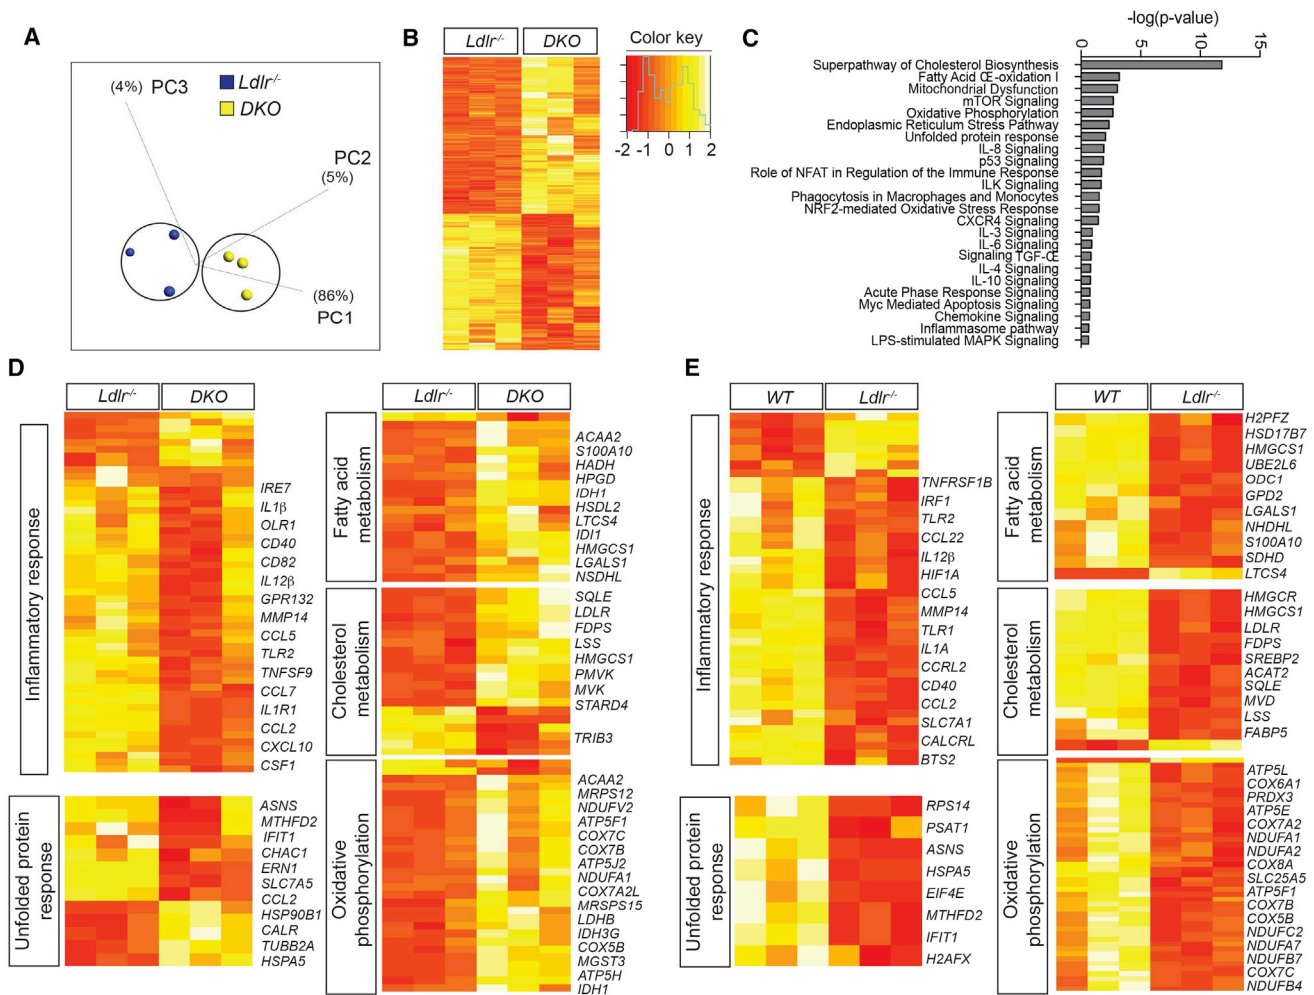 A
(4%) PC3
Ldlr-/-
DKO
PC2
(5%)
(86%)
PC1
B
Ldlr-/-
DKO
Color key
-2 -1 0 1 2
C
-log(p-value)
0 5 10 15
Superpathway of Cholesterol Biosynthesis
Fatty Acid Œ-oxidation I
Mitochondrial Dysfunction
mTOR Signaling
Oxidative Phosphorylation
Endoplasmic Reticulum Stress Pathway
Unfolded protein response
IL-8 Signaling
p53 Signaling
Role of NFAT in Regulation of the Immune Response
ILK Signaling
Phagocytosis in Macrophages and Monocytes
NRF2-mediated Oxidative Stress Response
CXCR4 Signaling
IL-3 Signaling
IL-6 Signaling
Signaling TGF-Œ
IL-4 Signaling
IL-10 Signaling
Acute Phase Response Signaling
Myc Mediated Apoptosis Signaling
Chemokine Signaling
Inflammasome pathway
LPS-stimulated MAPK Signaling
D
Ldlr-/-
DKO
Inflammatory response
IRE7
IL1β
OLR1
CD40
CD82
IL12β
GPR132
MMP14
CCL5
TLR2
TNFSF9
CCL7
IL1R1
CCL2
CXCL10
CSF1
Unfolded protein
response
ASNS
MTHFD2
IFIT1
CHAC1
ERN1
SLC7A5
CCL2
HSP90B1
CALR
TUBB2A
HSPA5
Ldlr-/-
DKO
Fatty acid
metabolism
ACAA2
S100A10
HADH
HPGD
IDH1
HSDL2
LTCS4
IDI1
HMGCS1
LGALS1
NSDHL
Cholesterol
metabolism
SQLE
LDLR
FDPS
LSS
HMGCS1
PMVK
MVK
STARD4
TRIB3
Oxidative
phosphorylation
ACAA2
MRPS12
NDUFV2
ATP5F1
COX7C
COX7B
ATP5J2
NDUFA1
COX7A2L
MRSPS15
LDHB
IDH3G
COX5B
MGST3
ATP5H
IDH1
E
WT
Ldlr-/-
Inflammatory response
TNFRSF1B
IRF1
TLR2
CCL22
IL12β
HIF1A
CCL5
MMP14
TLR1
IL1A
CCRL2
CD40
CCL2
SLC7A1
CALCRL
BTS2
Unfolded protein
response
RPS14
PSAT1
ASNS
HSPA5
EIF4E
MTHFD2
IFIT1
H2AFX
WT
Ldlr-/-
Fatty acid
metabolism
H2PFZ
HSD17B7
HMGCS1
UBE2L6
ODC1
GPD2
LGALS1
NHDHL
S100A10
SDHD
LTCS4
Cholesterol
metabolism
HMGCR
HMGCS1
LDLR
FDPS
SREBP2
ACAT2
SQLE
MVD
LSS
FABP5
Oxidative
phosphorylation
ATP5L
COX6A1
PRDX3
ATP5E
COX7A2
NDUFA1
NDUFA2
COX8A
SLC25A5
ATP5F1
COX7B
COX5B
NDUFC2
NDUFA7
NDUFB7
COX7C
NDUFB4